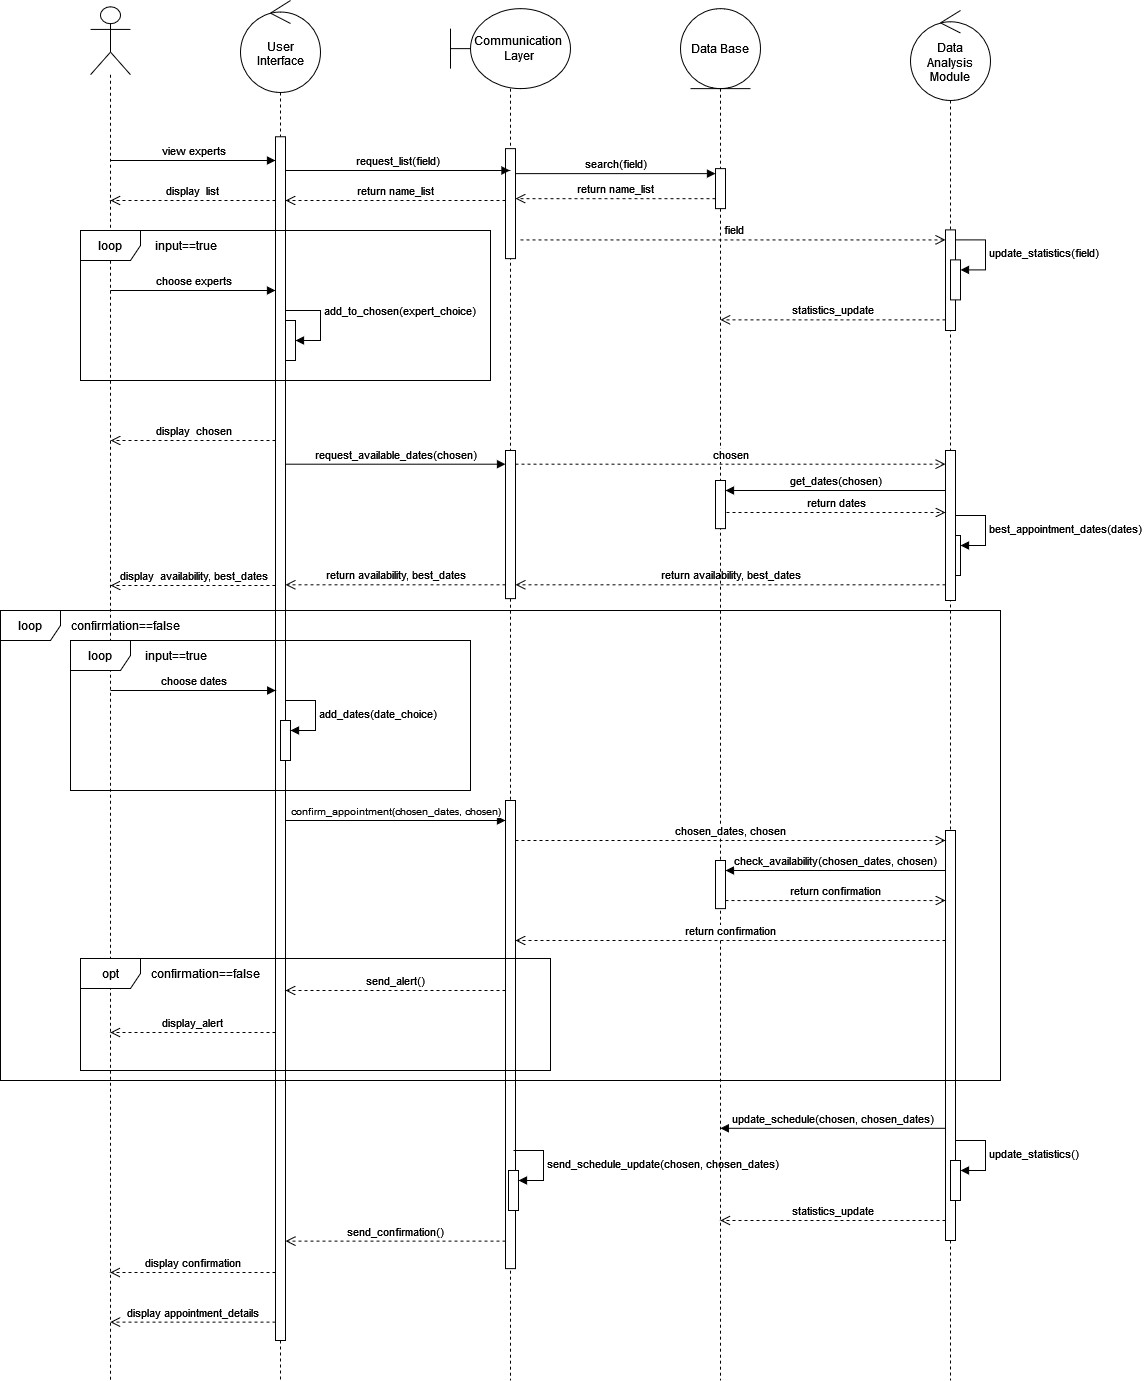 User
Interface
Communication
Layer
Data Base
Data
Analysis
Module
view experts
request_list(field)
search(field)
display list
return name_list
return name_list
field
loop
input==true
update_statistics(field)
choose experts
add_to_chosen(expert_choice)
statistics_update
display chosen
request_available_dates(chosen)
chosen
get_dates(chosen)
return dates
best_appointment_dates(dates)
display availability, best_dates
return availability, best_dates
return availability, best_dates
loop
confirmation==false
loop
input==true
choose dates
add_dates(date_choice)
confirm_appointment(chosen_dates, chosen)
chosen_dates, chosen
check_availability(chosen_dates, chosen)
return confirmation
return confirmation
opt
confirmation==false
send_alert()
display_alert
update_schedule(chosen, chosen_dates)
update_statistics()
send_schedule_update(chosen, chosen_dates)
statistics_update
send_confirmation()
display confirmation
display appointment_details